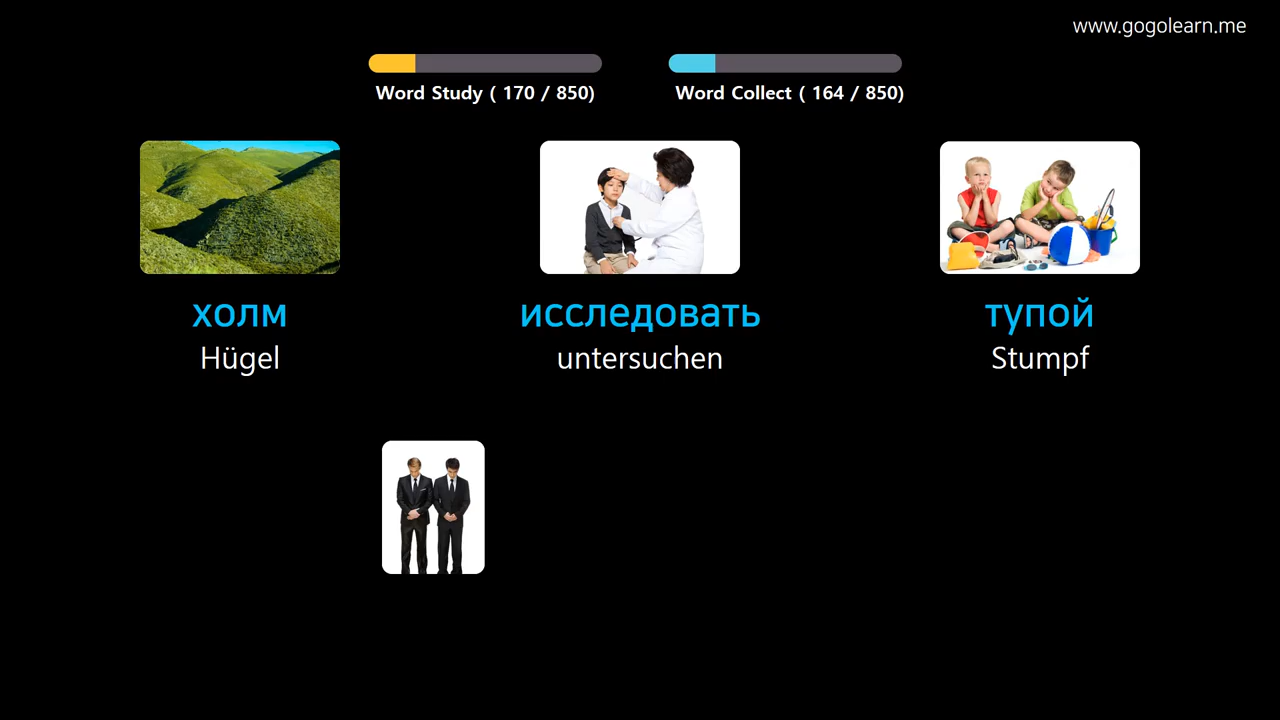 www.gogolearn.me
Word Study ( 170 / 850)
Word Collect ( 164 / 850)
холм
Hügel
исследовать
untersuchen
тупой
Stumpf